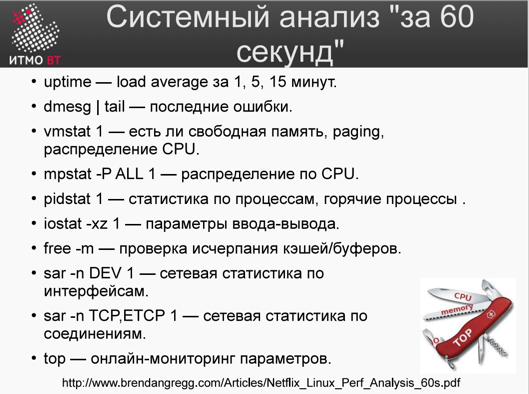 ИТМО ВТ
Системный анализ "за 60
секунд"
• uptime — load average за 1, 5, 15 минут.
• dmesg | tail — последние ошибки.
• vmstat 1 — есть ли свободная память, paging,
распределение CPU.
• mpstat -P ALL 1 — распределение по CPU.
• pidstat 1 — статистика по процессам, горячие процессы .
• iostat -xz 1 — параметры ввода-вывода.
• free -m — проверка исчерпания кэшей/буферов.
• sar -n DEV 1 — сетевая статистика по
интерфейсам.
• sar -n TCP,ETCP 1 — сетевая статистика по
соединениям.
• top — онлайн-мониторинг параметров.
CPU
memory
TOP
http://www.brendangregg.com/Articles/Netflix_Linux_Perf_Analysis_60s.pdf